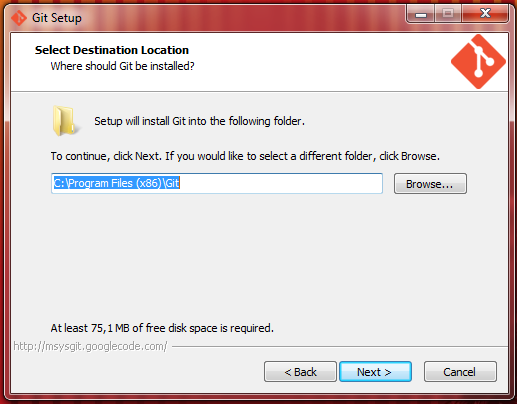 Git Setup
Select Destination Location
Where should Git be installed?
Setup will install Git into the following folder.
To continue, click Next. If you would like to select a different folder, click Browse.
C:\Program Files (x86)\Git
Browse...
At least 75,1 MB of free disk space is required.
http://msysgit.googlecode.com/
< Back
Next >
Cancel